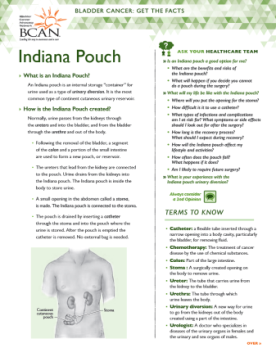 BLADDER CANCER: GET THE FACTS
BCAN
Indiana Pouch
What is an Indiana Pouch?
An Indiana pouch is an internal storage "container" for
urine used as a type of urinary diversion. It is the most
common type of continent cutaneous urinary reservoir.
How is the Indiana Pouch Created?
Normally, urine passes from the kidneys through
the ureters and into the bladder, and from the bladder
through the urethra and out of the body.
Following the removal of the bladder, a segment
of the colon and a portion of the small intestine
are used to form a new pouch, or reservoir.
The ureters that lead from the kidney are connected
to the pouch. Urine drains from the kidneys into
the Indiana pouch. The Indiana pouch is inside the
body to store urine.
A small opening in the abdomen called a stoma,
is made. The Indiana pouch is connected to the stoma.
The pouch is drained by inserting a catheter
through the stoma and into the pouch where the
urine is stored. After the pouch is emptied the
catheter is removed. No external bag is needed.
Continent
cutaneous
pouch
Stoma
ASK YOUR HEALTHCARE TEAM
Is an Indiana pouch a good option for me?
What are the benefits and risks of
the Indiana pouch?
What will happen if you decide you cannot
do a pouch during the surgery?
What will my life be like with the Indiana pouch?
Where will you put the opening for the stoma?
How difficult is it to use a catheter?
What types of infections and complications
am I at risk for? What symptoms or side effects
should I look out for after the surgery?
How long is the recovery process?
What should I expect during recovery?
How will the Indiana pouch affect my
lifestyle and activities?
How often does the pouch fail?
What happens if it does?
Am I likely to require future surgery?
What is your experience with the
Indiana pouch urinary diversion?
Always consider
a 2nd Opinion
TERMS TO KNOW
Catheter: a flexible tube inserted through a
narrow opening into a body cavity, particularly
the bladder, for removing fluid.
Chemotherapy: The treatment of cancer
disease by the use of chemical substances.
Colon: Part of the large intestine.
Stoma: A surgically created opening on
the body to remove urine.
Ureter: The tube that carries urine from
the kidney to the bladder.
Urethra: The tube through which
urine leaves the body.
Urinary diversion: A new way for urine
to go from the kidneys out of the body
created using a part of the intestine.
Urologist: A doctor who specializes in
diseases of the urinary organs in females and
the urinary and sex organs of males.
OVER